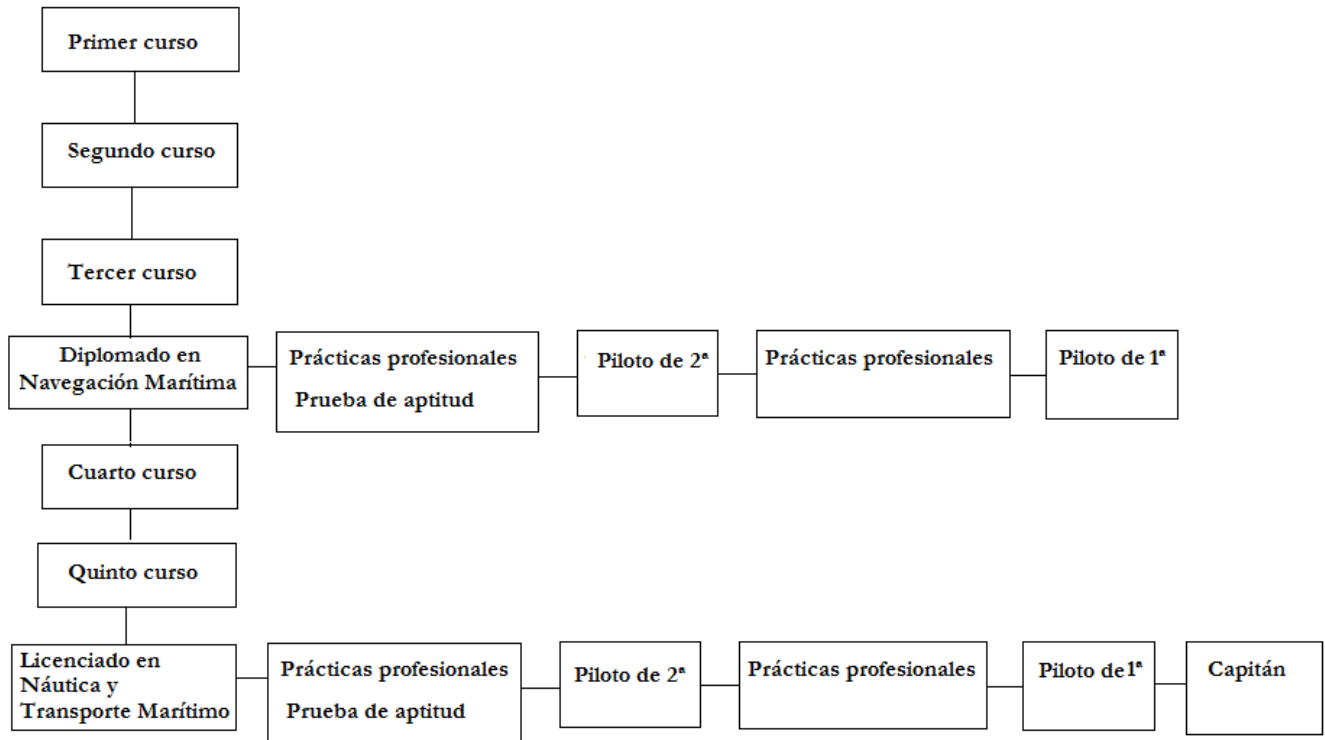 Primer curso
Segundo curso
Tercer curso
Diplomado en
Navegación Marítima
Prácticas profesionales
Prueba de aptitud
Piloto de 2ª
Prácticas profesionales
Piloto de 1ª
Cuarto curso
Quinto curso
Licenciado en
Náutica y
Transporte Marítimo
Prácticas profesionales
Prueba de aptitud
Piloto de 2ª
Prácticas profesionales
Piloto de 1ª
Capitán